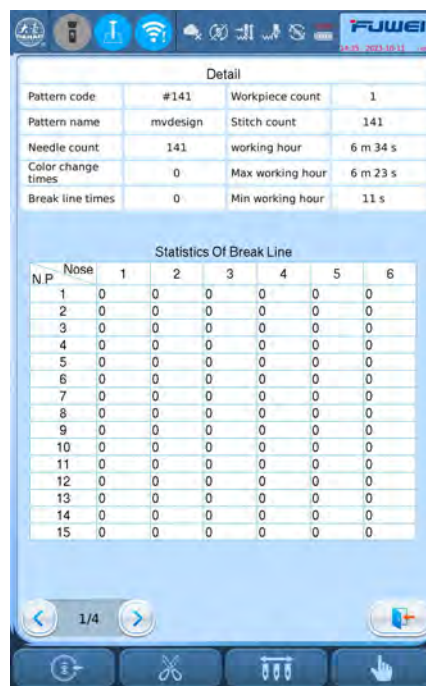 FUWEI
14:35 2023-10-11
Detail
Pattern code #141 Workpiece count 1
Pattern name mvdesign Stitch count 141
Needle count 141 working hour 6 m 34 s
Color change times 0 Max working hour 6 m 23 s
Break line times 0 Min working hour 11 s
Statistics Of Break Line
N.P Nose 1 2 3 4 5 6
1 0 0 0 0 0 0
2 0 0 0 0 0 0
3 0 0 0 0 0 0
4 0 0 0 0 0 0
5 0 0 0 0 0 0
6 0 0 0 0 0 0
7 0 0 0 0 0 0
8 0 0 0 0 0 0
9 0 0 0 0 0 0
10 0 0 0 0 0 0
11 0 0 0 0 0 0
12 0 0 0 0 0 0
13 0 0 0 0 0 0
14 0 0 0 0 0 0
15 0 0 0 0 0 0
1/4